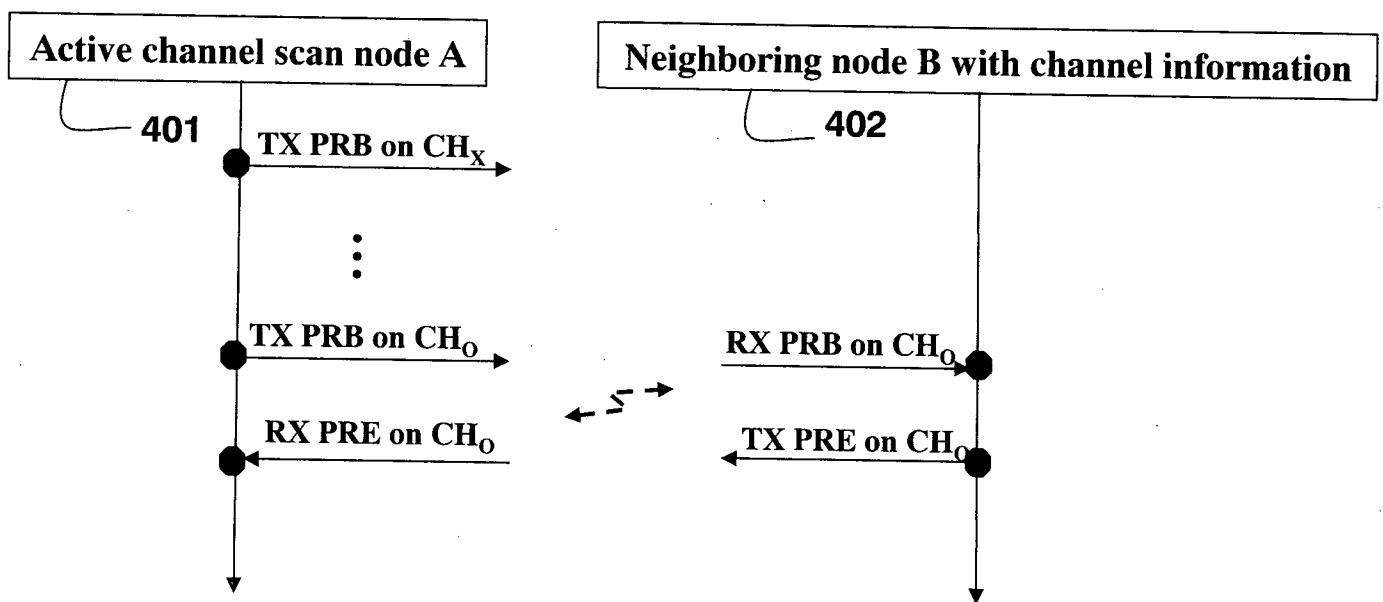 Active channel scan node A
Neighboring node B with channel information
401
402
TX PRB on CHX
TX PRB on CHO
RX PRB on CHO
RX PRE on CHO
TX PRE on CHO